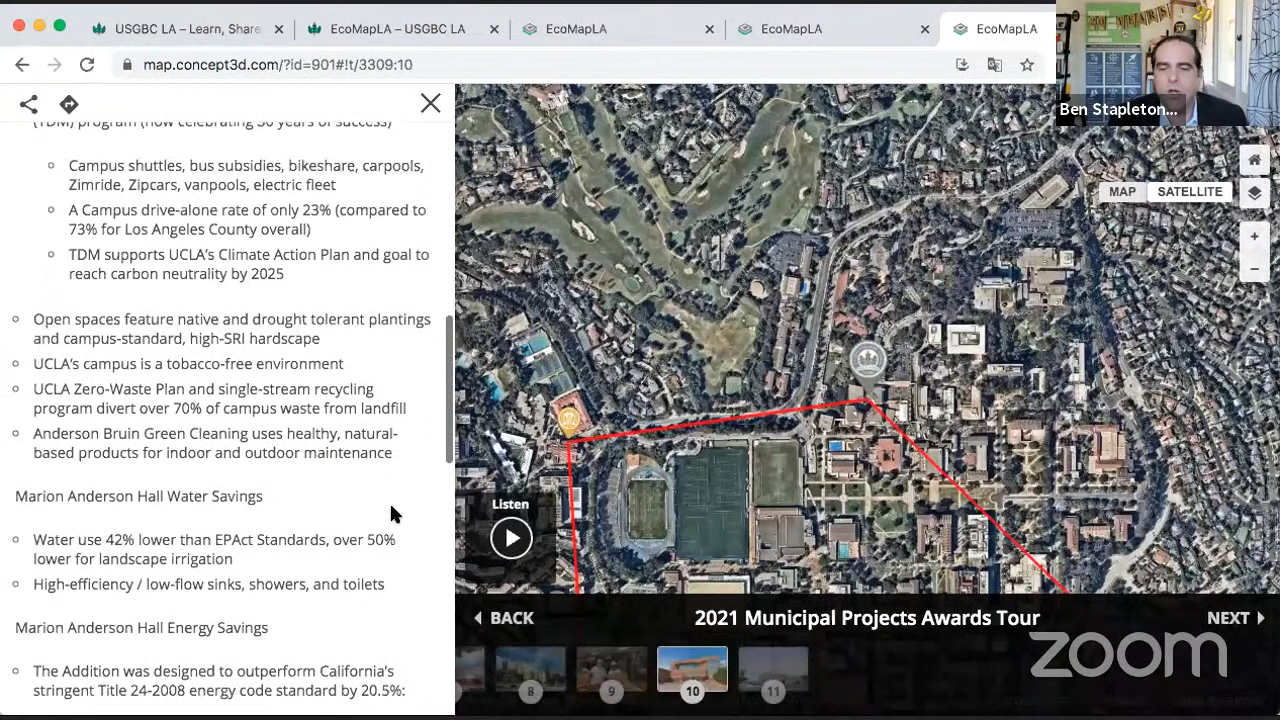 USGBC LA – Learn, Share
EcoMapLA – USGBC LA
EcoMapLA
EcoMapLA
EcoMapLA
map.concept3d.com/?id=901#!t/3309:10
Ben Stapleton...
(TDM) program (now celebrating 30 years of success)
Campus shuttles, bus subsidies, bikeshare, carpools,
Zimride, Zipcars, vanpools, electric fleet
A Campus drive-alone rate of only 23% (compared to
73% for Los Angeles County overall)
TDM supports UCLA's Climate Action Plan and goal to
reach carbon neutrality by 2025
Open spaces feature native and drought tolerant plantings
and campus-standard, high-SRI hardscape
UCLA's campus is a tobacco-free environment
UCLA Zero-Waste Plan and single-stream recycling
program divert over 70% of campus waste from landfill
Anderson Bruin Green Cleaning uses healthy, natural-
based products for indoor and outdoor maintenance
Marion Anderson Hall Water Savings
Water use 42% lower than EPAct Standards, over 50%
lower for landscape irrigation
High-efficiency / low-flow sinks, showers, and toilets
Marion Anderson Hall Energy Savings
The Addition was designed to outperform California's
stringent Title 24-2008 energy code standard by 20.5%:
MAP SATELLITE
+
−
Listen
BACK
2021 Municipal Projects Awards Tour
NEXT
8
9
10
11
zoom